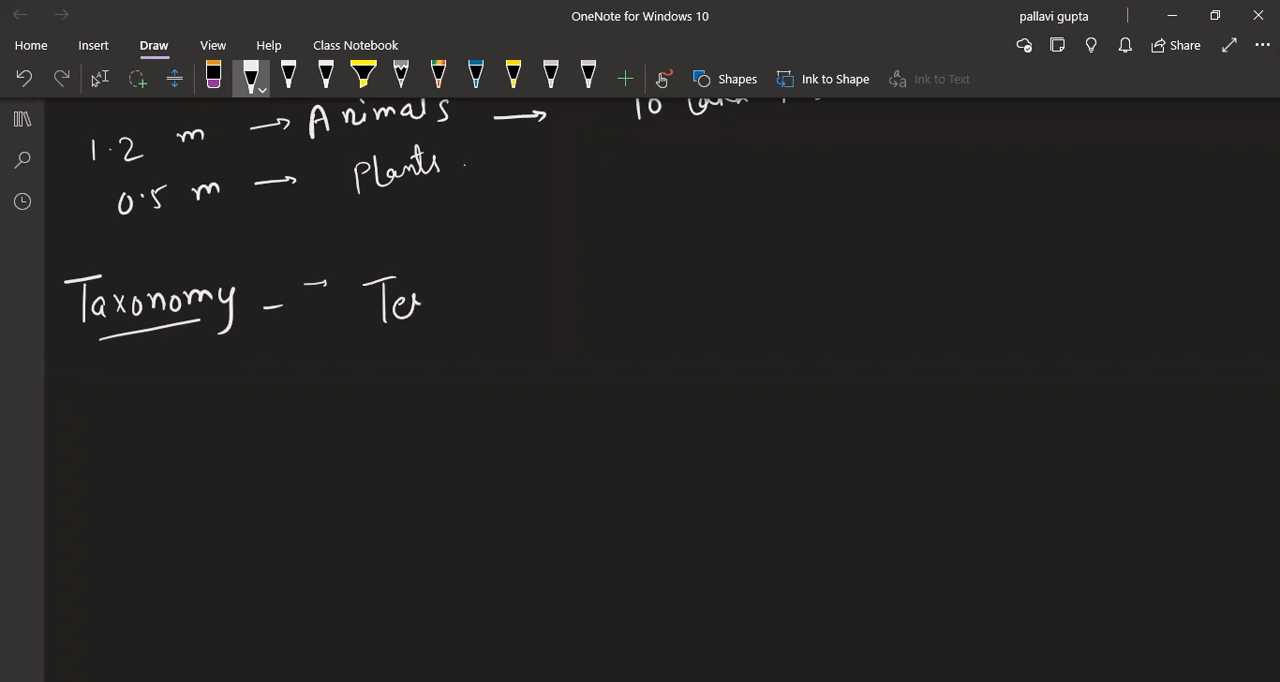 OneNote for Windows 10
pallavi gupta
Home Insert Draw View Help Class Notebook
Share
Shapes Ink to Shape Ink to Text
1.2 m → Animals → To
0.5 m → Plants .
Taxonomy - → Te